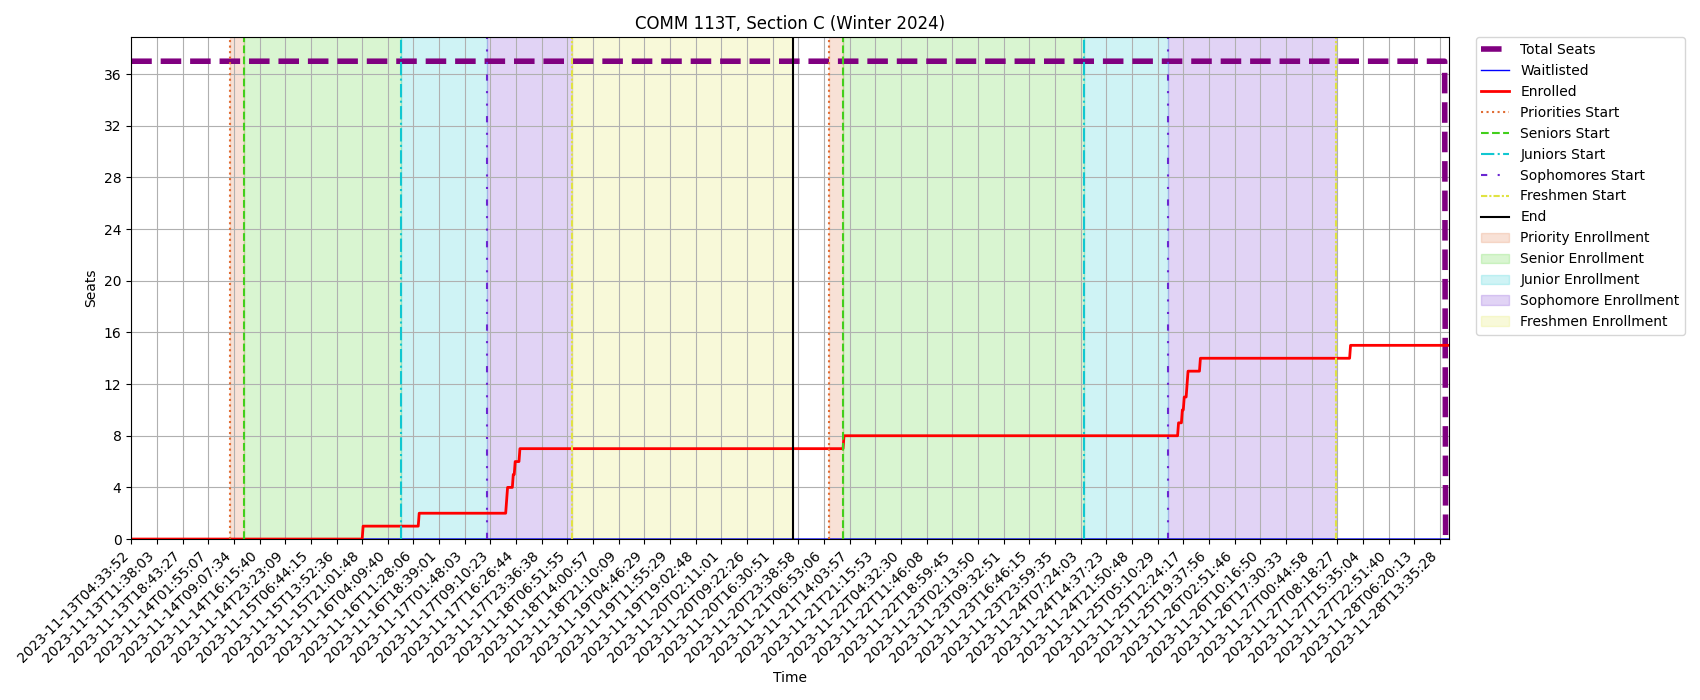 COMM 113T, Section C (Winter 2024)
Seats
36
32
28
24
20
16
12
8
4
0
2023-11-13T04:33:52
2023-11-13T11:38:03
2023-11-13T18:43:27
2023-11-14T01:55:07
2023-11-14T09:07:34
2023-11-14T16:15:40
2023-11-14T23:23:09
2023-11-15T06:44:15
2023-11-15T13:52:36
2023-11-15T21:01:48
2023-11-16T04:09:40
2023-11-16T11:28:06
2023-11-16T18:39:01
2023-11-17T01:48:03
2023-11-17T09:10:23
2023-11-17T16:26:44
2023-11-17T23:36:38
2023-11-18T06:51:55
2023-11-18T14:00:57
2023-11-18T21:10:09
2023-11-19T04:46:29
2023-11-19T11:55:29
2023-11-19T19:02:48
2023-11-20T02:11:01
2023-11-20T09:22:26
2023-11-20T16:30:51
2023-11-20T23:38:58
2023-11-21T06:53:06
2023-11-21T14:03:57
2023-11-21T21:15:53
2023-11-22T04:32:30
2023-11-22T11:46:08
2023-11-22T18:59:45
2023-11-23T02:13:50
2023-11-23T09:32:51
2023-11-23T16:46:15
2023-11-23T23:59:35
2023-11-24T07:24:03
2023-11-24T14:37:23
2023-11-24T21:50:48
2023-11-25T05:10:29
2023-11-25T12:24:17
2023-11-25T19:37:56
2023-11-26T02:51:46
2023-11-26T10:16:50
2023-11-26T17:30:33
2023-11-27T00:44:58
2023-11-27T08:18:27
2023-11-27T15:35:04
2023-11-27T22:51:40
2023-11-28T06:20:13
2023-11-28T13:35:28
Time
Total Seats
Waitlisted
Enrolled
Priorities Start
Seniors Start
Juniors Start
Sophomores Start
Freshmen Start
End
Priority Enrollment
Senior Enrollment
Junior Enrollment
Sophomore Enrollment
Freshmen Enrollment